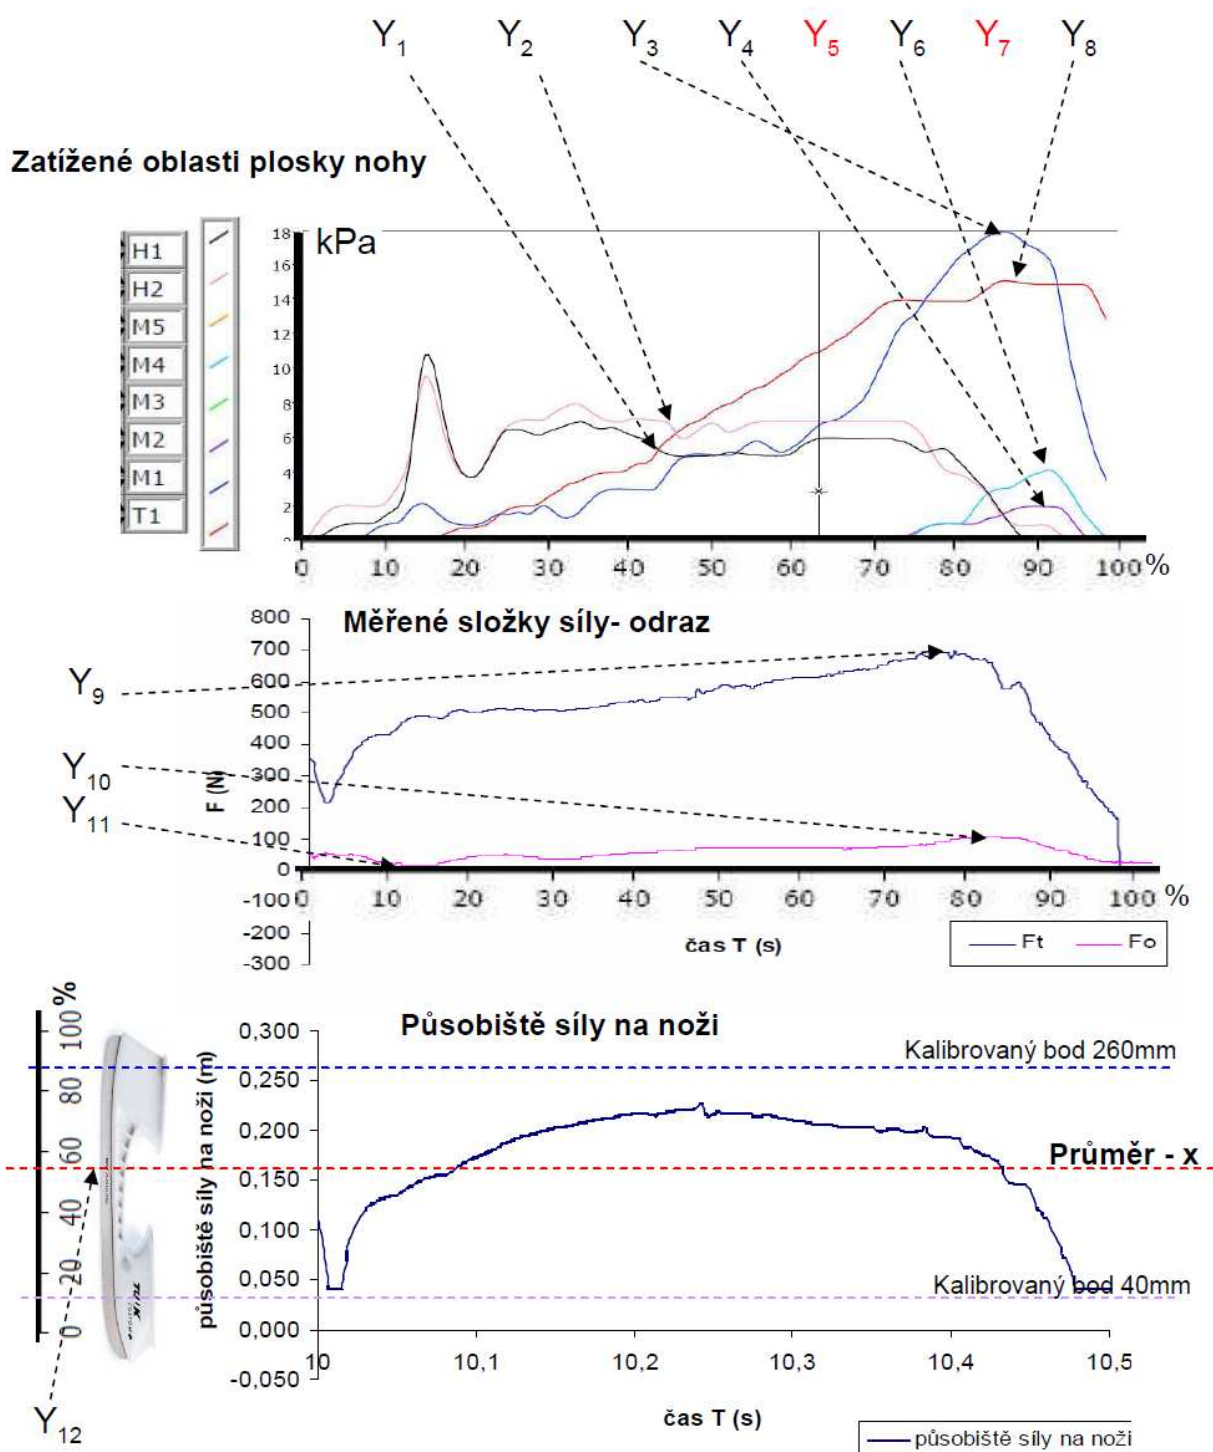 Y1 Y2 Y3 Y4 Y5 Y6 Y7 Y8
Zatížené oblasti plosky nohy
kPa
H1
H2
M5
M4
M3
M2
M1
T1
18
16
14
12
10
8
6
4
2
0
0 10 20 30 40 50 60 70 80 90 100%
Měřené složky síly- odraz
Y9
Y10
Y11
F (N)
800
700
600
500
400
300
200
100
0
-100
-200
-300
0 10 20 30 40 50 60 70 80 90 100 %
čas T (s)
Ft Fo
Působiště síly na noži
%
100
80
60
40
20
0
působiště síly na noži (m)
0,300
0,250
0,200
0,150
0,100
0,050
0,000
-0,050
Kalibrovaný bod 260mm
Průměr - x
Kalibrovaný bod 40mm
10 10,1 10,2 10,3 10,4 10,5
Y12
čas T (s)
působiště síly na noži